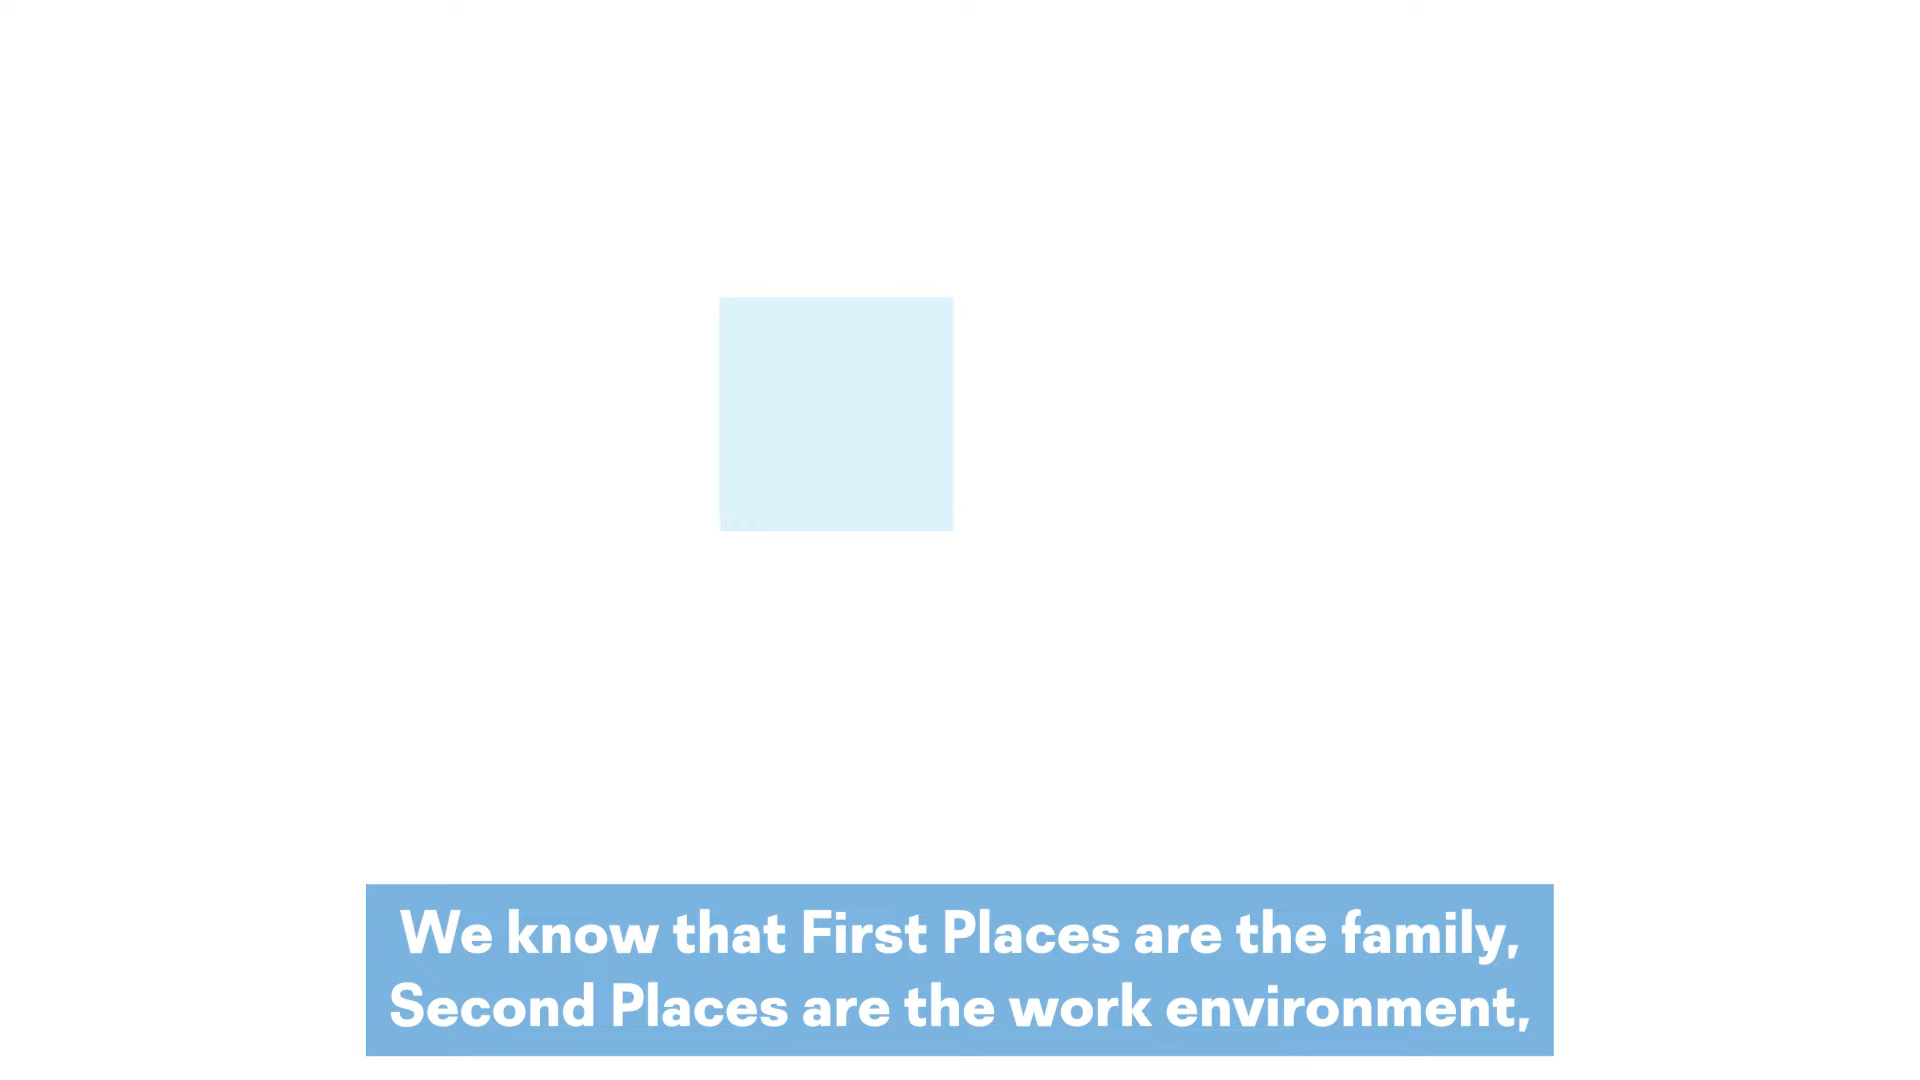 We know that First Places are the family,
Second Places are the work environment,